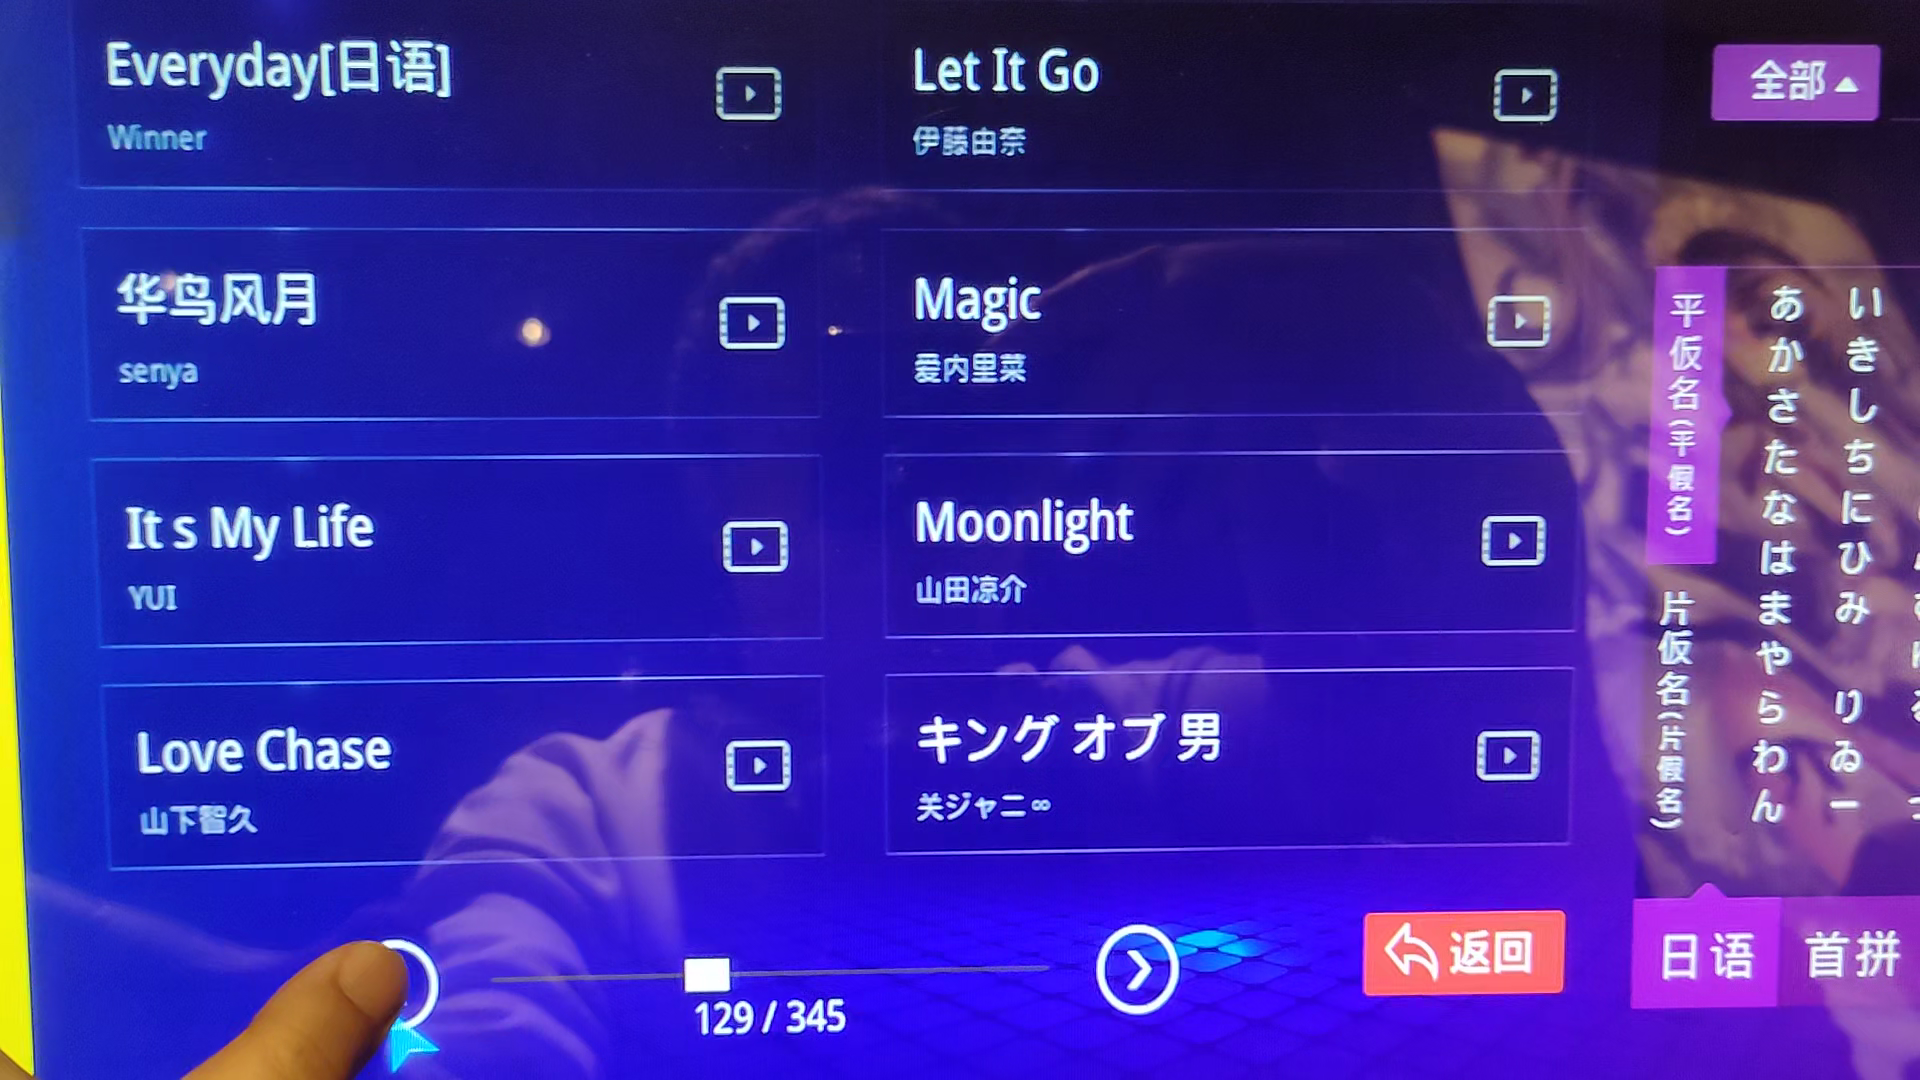 Everyday[日语]
Winner
Let It Go
伊藤由奈
全部
华鸟风月
senya
Magic
爱内里菜
It s My Life
YUI
Moonlight
山田凉介
Love Chase
山下智久
キング オブ 男
关ジャニ∞
平仮名(平假名)
片仮名(片假名)
あかさたなはまやらわん
いきしちにひみ りゐー
129 / 345
返回
日语
首拼